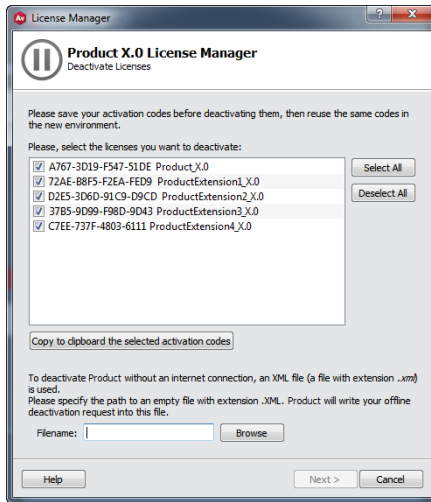 Av License Manager
?
Product X.0 License Manager
Deactivate Licenses
Please save your activation codes before deactivating them, then reuse the same codes in
the new environment.
Please, select the licenses you want to deactivate:
A767-3D19-F547-51DE Product_X.0
Select All
72AE-B8F5-F2EA-FED9 ProductExtension1_X.0
D2E5-3D6D-91C9-D9CD ProductExtension2_X.0
Deselect All
37B5-9D99-F98D-9D43 ProductExtension3_X.0
C7EE-737F-4803-6111 ProductExtension4_X.0
Copy to clipboard the selected activation codes
To deactivate Product without an internet connection, an XML file (a file with extension .xml)
is used.
Please specify the path to an empty file with extension .XML. Product will write your offline
deactivation request into this file.
Filename:
Browse
Help
Next >
Cancel